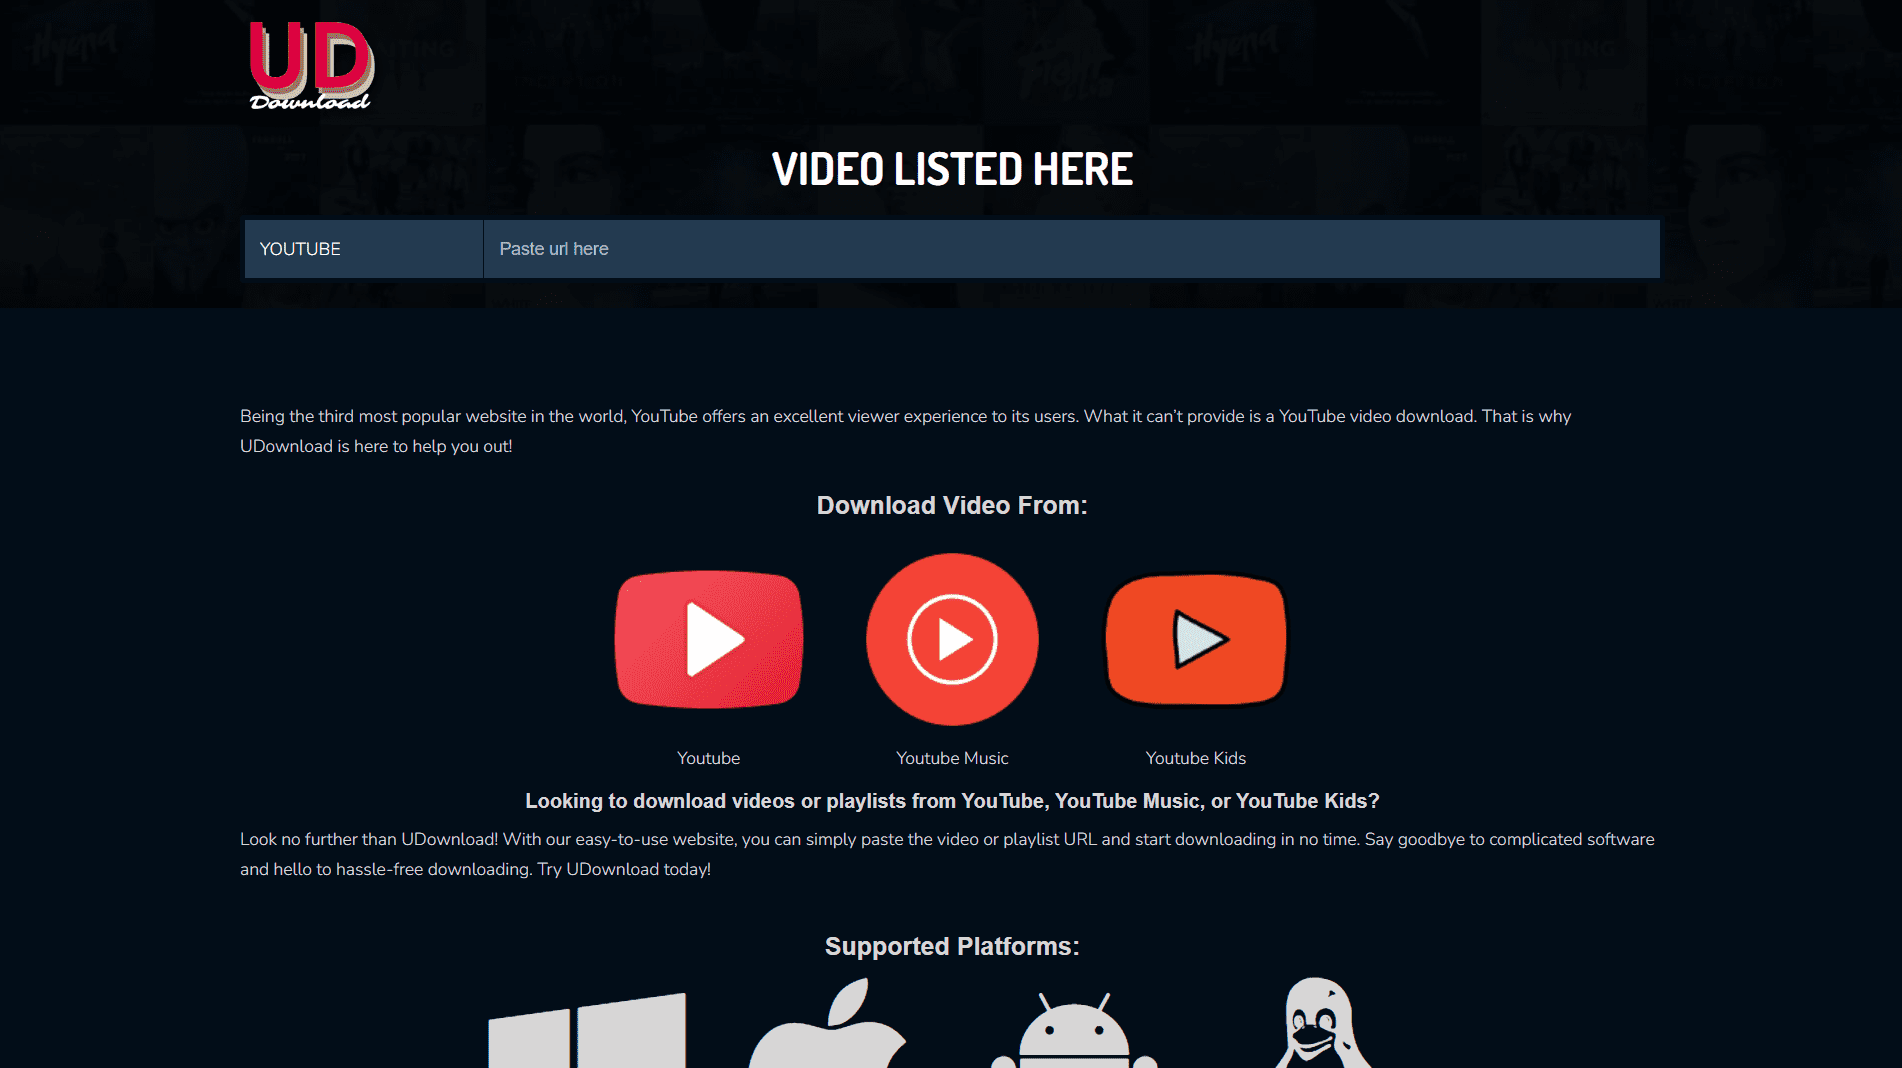 UD
Download
VIDEO LISTED HERE
YOUTUBE
Paste url here
Being the third most popular website in the world, YouTube offers an excellent viewer experience to its users. What it can’t provide is a YouTube video download. That is why
UDownload is here to help you out!
Download Video From:
Youtube
Youtube Music
Youtube Kids
Looking to download videos or playlists from YouTube, YouTube Music, or YouTube Kids?
Look no further than UDownload! With our easy-to-use website, you can simply paste the video or playlist URL and start downloading in no time. Say goodbye to complicated software
and hello to hassle-free downloading. Try UDownload today!
Supported Platforms: